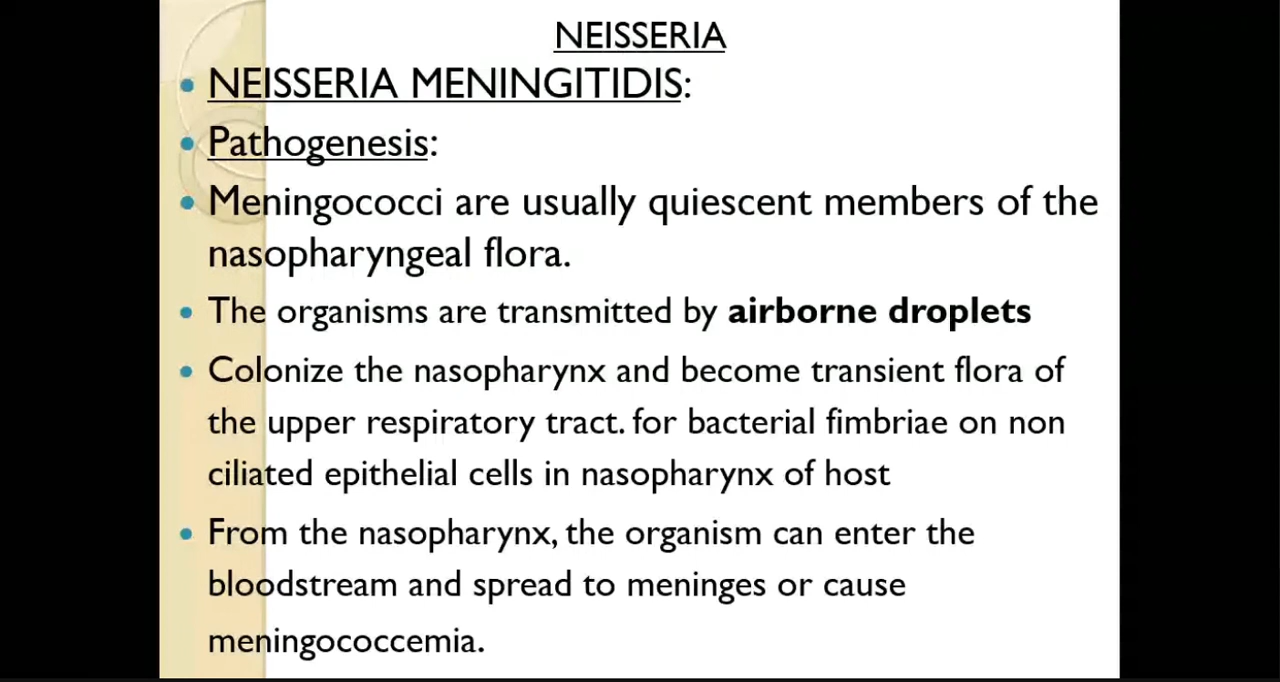 NEISSERIA
• NEISSERIA MENINGITIDIS:
• Pathogenesis:
• Meningococci are usually quiescent members of the
nasopharyngeal flora.
• The organisms are transmitted by airborne droplets
• Colonize the nasopharynx and become transient flora of
the upper respiratory tract. for bacterial fimbriae on non
ciliated epithelial cells in nasopharynx of host
• From the nasopharynx, the organism can enter the
bloodstream and spread to meninges or cause
meningococcemia.